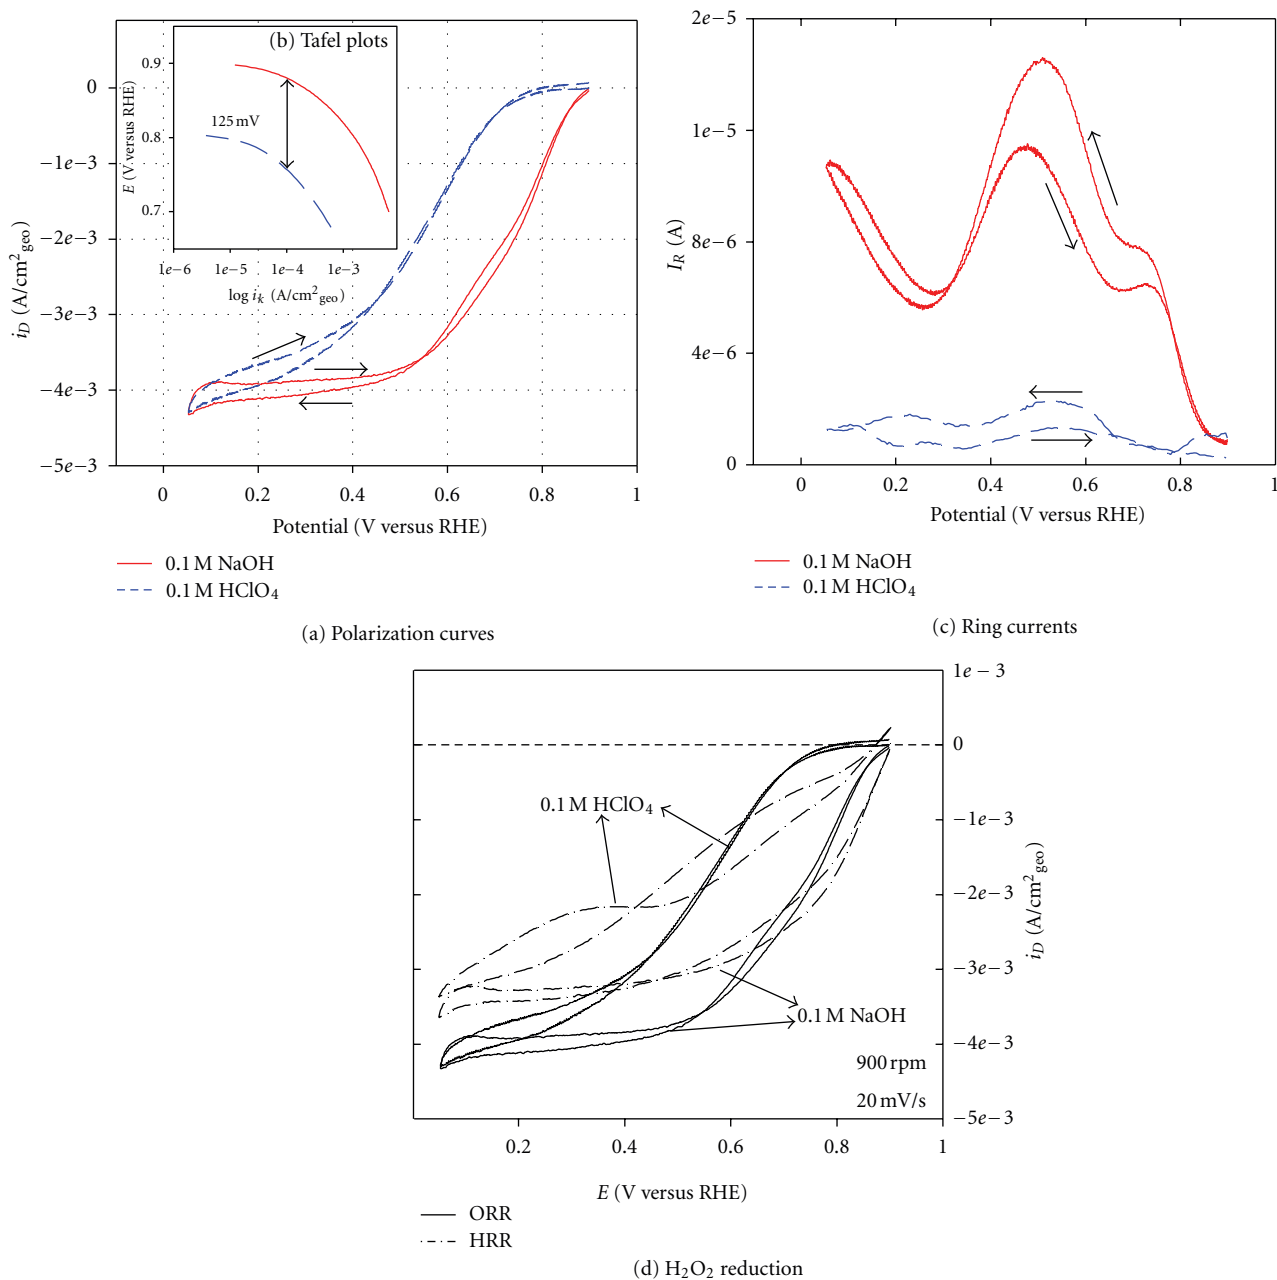 (b) Tafel plots
E (V versus RHE)
0.9
0.8
0.7
125 mV
1e−6
1e−5
1e−4
1e−3
log iₖ (A/cm²geo)
0
−1e−3
−2e−3
−3e−3
−4e−3
−5e−3
i_D (A/cm²geo)
0
0.2
0.4
0.6
0.8
1
Potential (V versus RHE)
0.1 M NaOH
0.1 M HClO₄
(a) Polarization curves
2e−5
1e−5
8e−6
4e−6
0
I_R (A)
0
0.2
0.4
0.6
0.8
1
Potential (V versus RHE)
0.1 M NaOH
0.1 M HClO₄
(c) Ring currents
1e − 3
0
−1e−3
−2e−3
−3e−3
−4e−3
−5e−3
i_D (A/cm²geo)
0.1 M HClO₄
0.1 M NaOH
900 rpm
20 mV/s
0.2
0.4
0.6
0.8
1
E (V versus RHE)
ORR
HRR
(d) H₂O₂ reduction